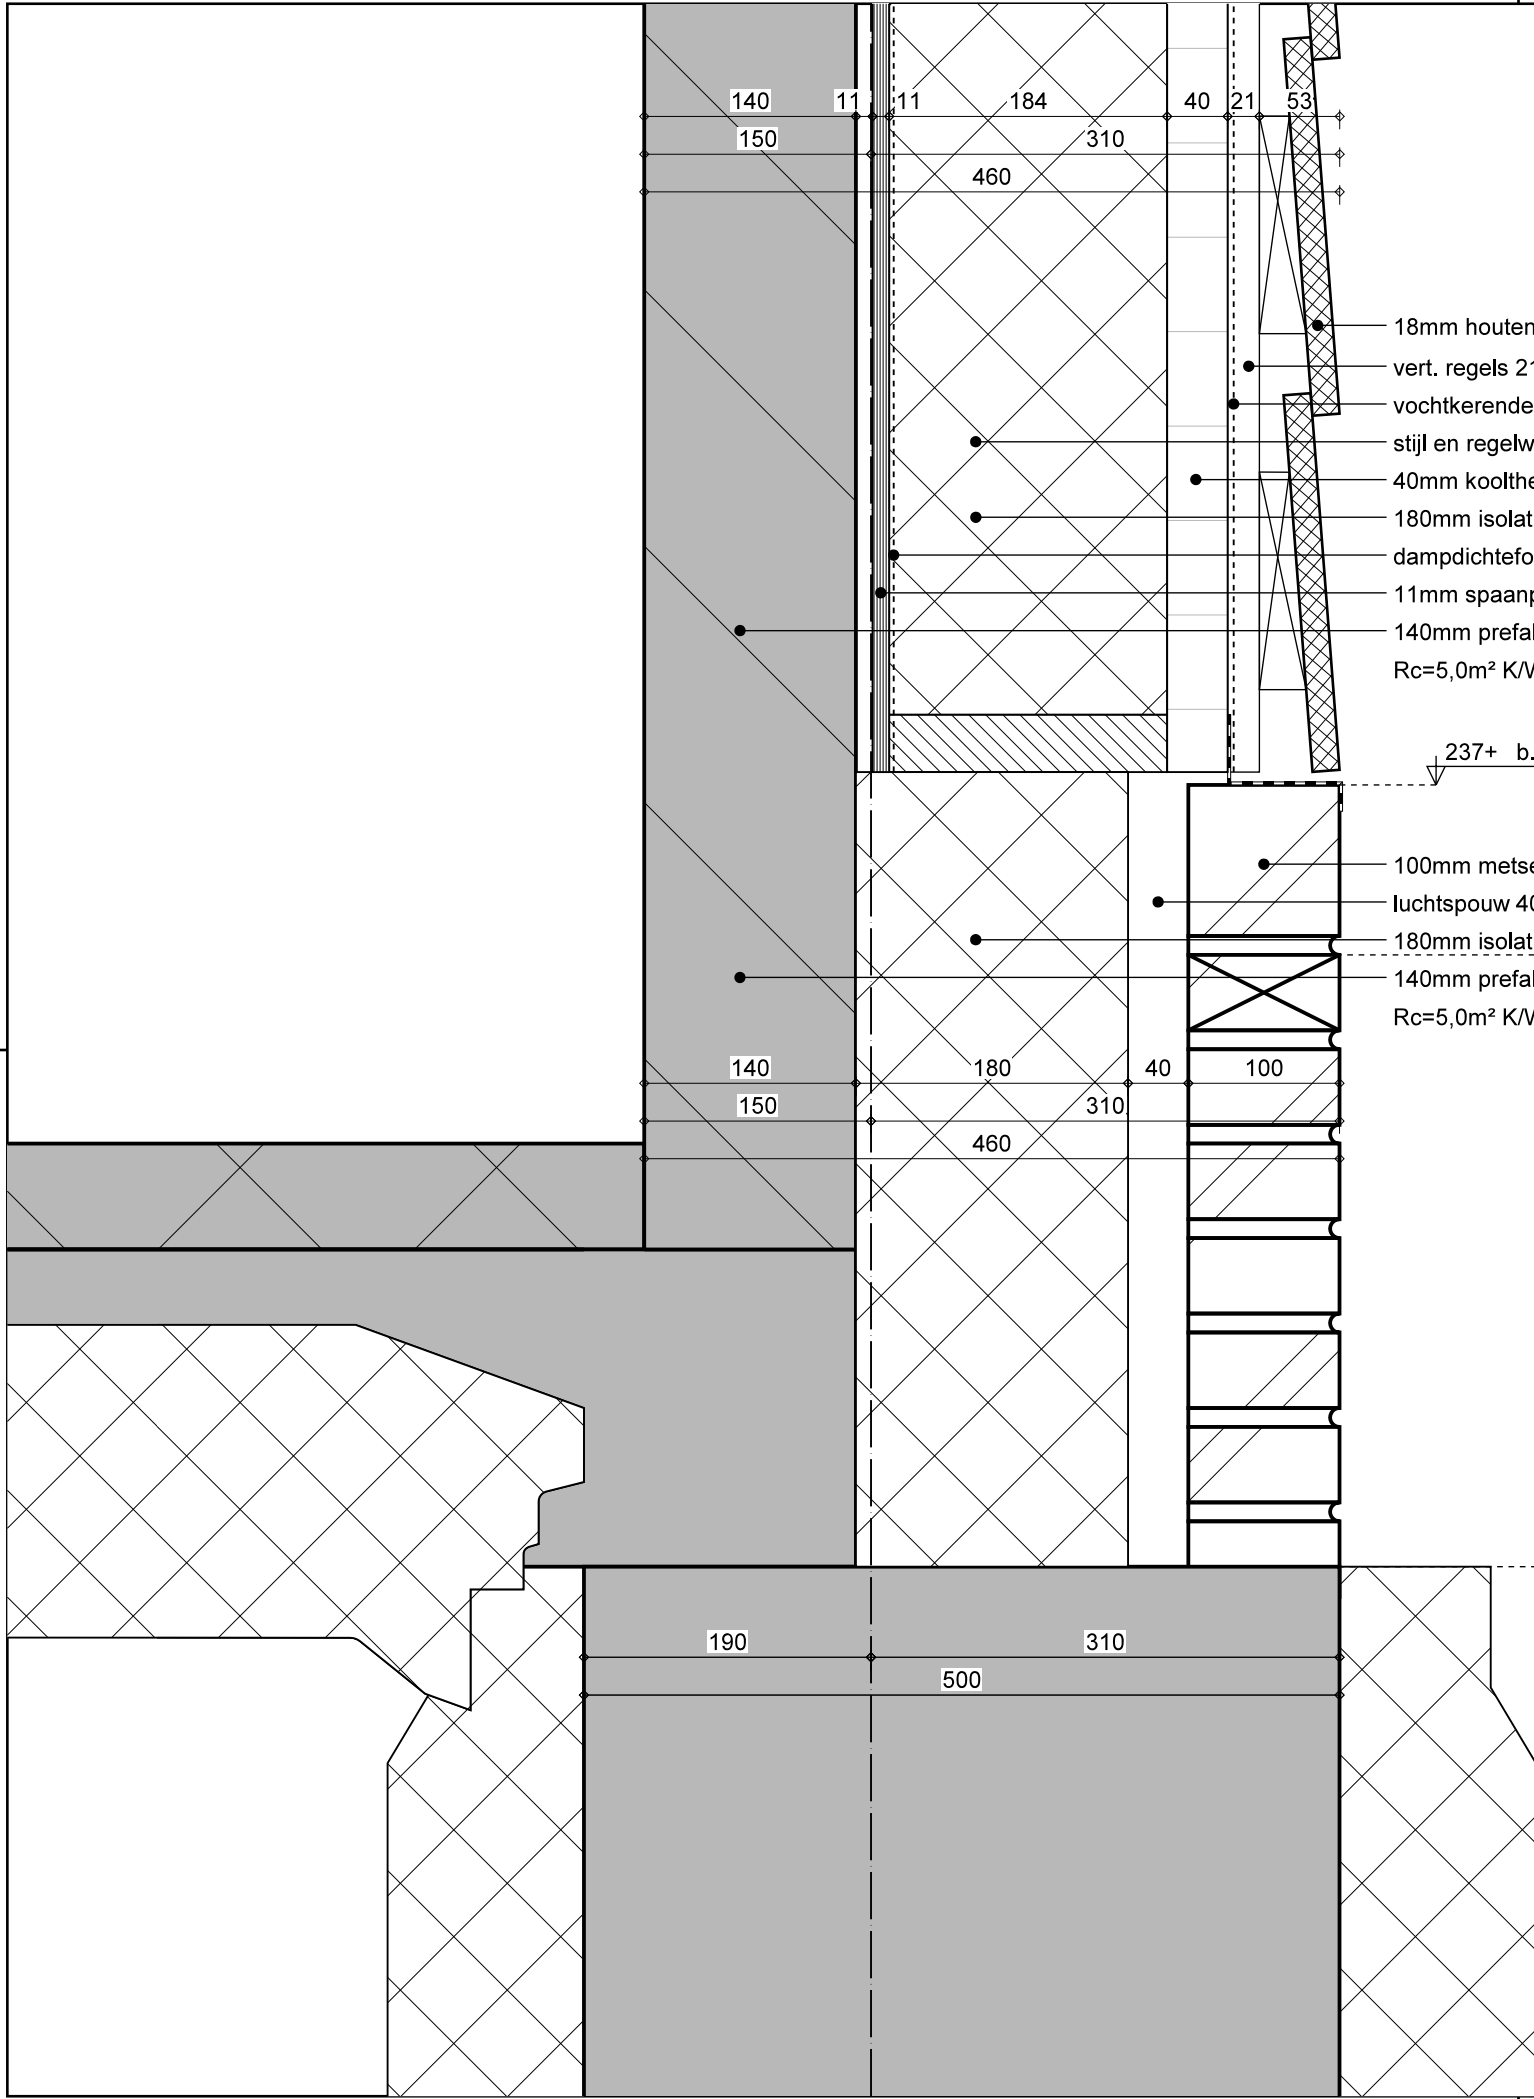 140 11 11 184 40 21 53
150 310
460
18mm houten
vert. regels 21
vochtkerende
stijl en regelw
40mm koolthe
180mm isolat
dampdichtefo
11mm spaanp
140mm prefal
Rc=5,0m² K/W
237+ b.
100mm metse
luchtspouw 40
180mm isolat
140mm prefal
Rc=5,0m² K/W
140 180 40 100
150 310
460
190 310
500